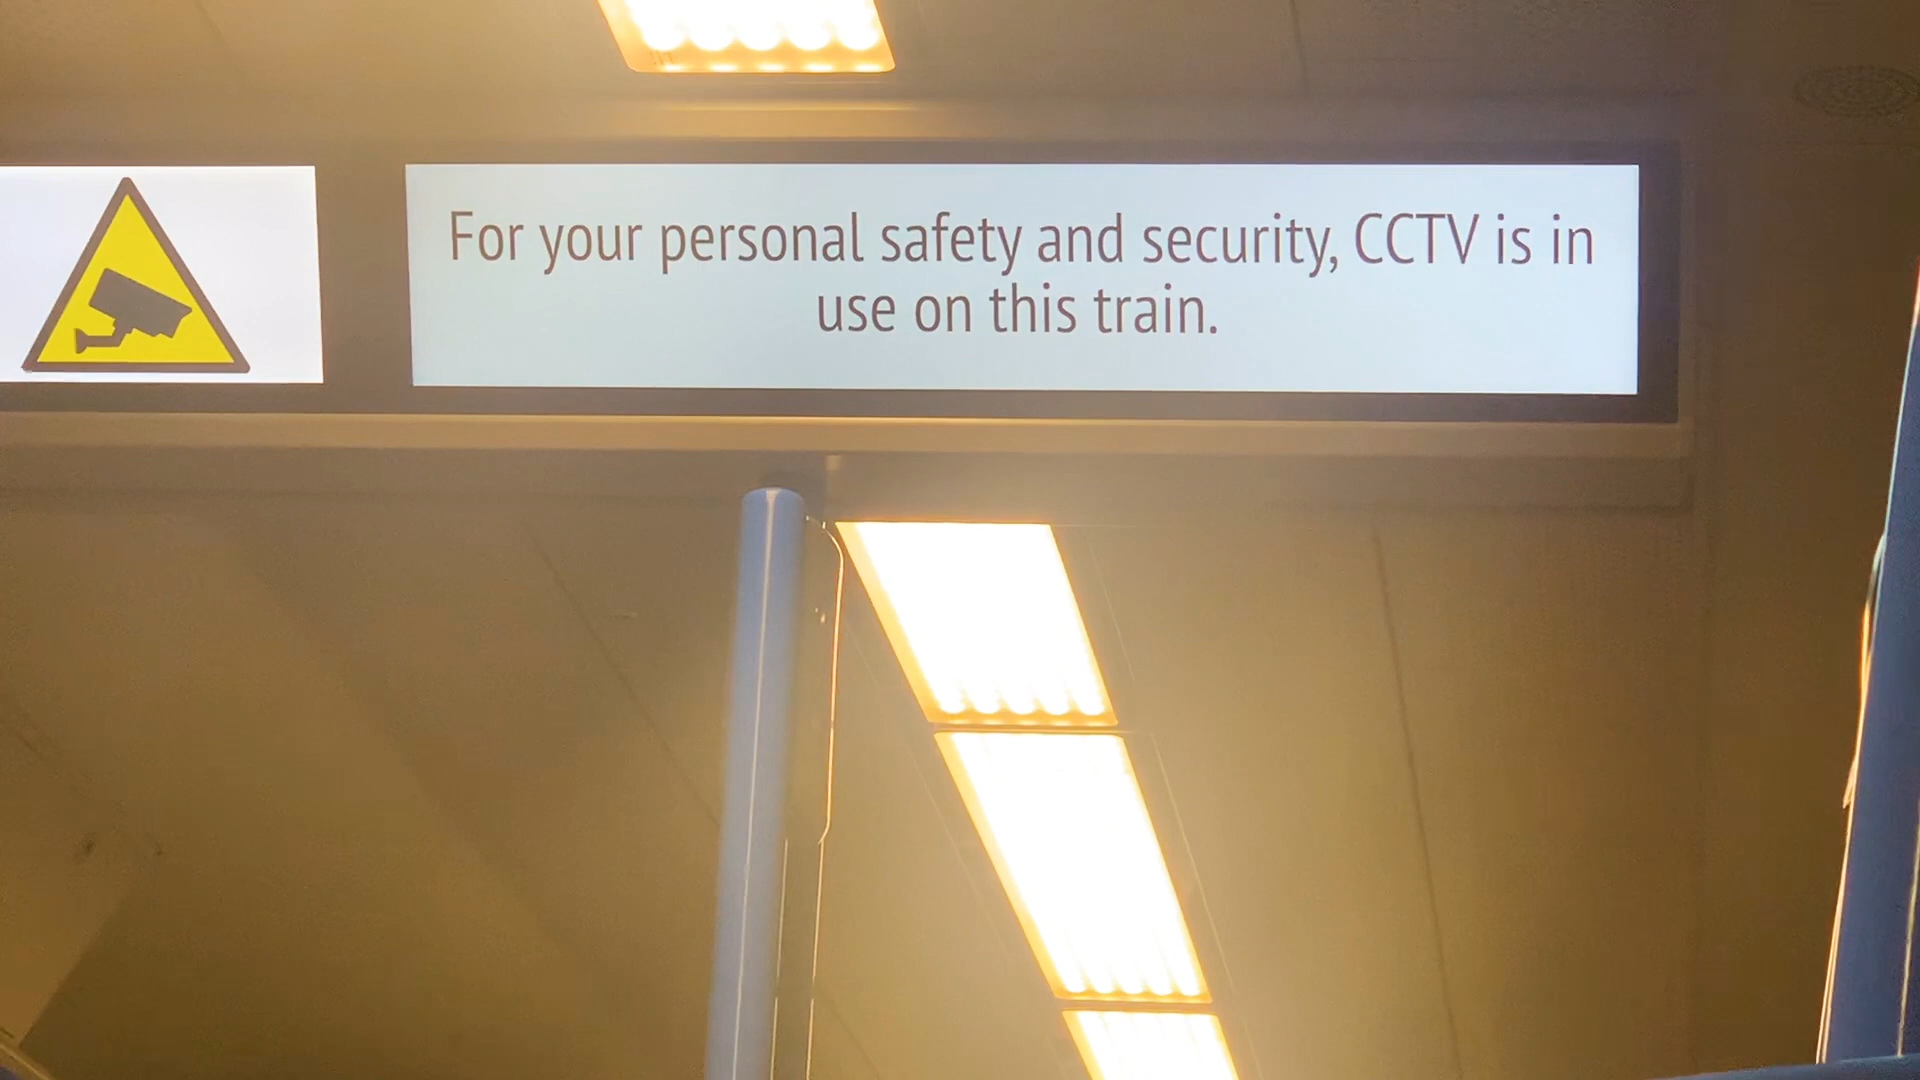 For your personal safety and security, CCTV is in
use on this train.